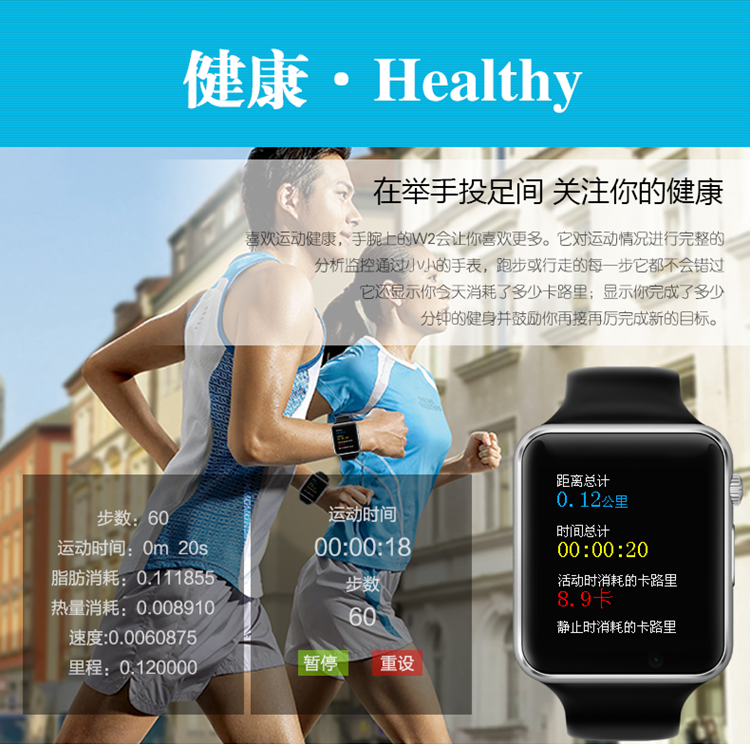 健康·Healthy
在举手投足间 关注你的健康
喜欢运动健康，手腕上的W2会让你喜欢更多。它对运动情况进行完整的
分析监控通过小小的手表，跑步或行走的每一步它都不会错过
它还显示你今天消耗了多少卡路里；显示你完成了多少
分钟的健身并鼓励你再接再厉完成新的目标。
步数：60
运动时间：0m 20s
脂肪消耗：0.111855
热量消耗：0.008910
速度:0.0060875
里程：0.120000
运动时间
00:00:18
步数
60
暂停 重设
距离总计
0.12公里
时间总计
00:00:20
活动时消耗的卡路里
8.9卡
静止时消耗的卡路里